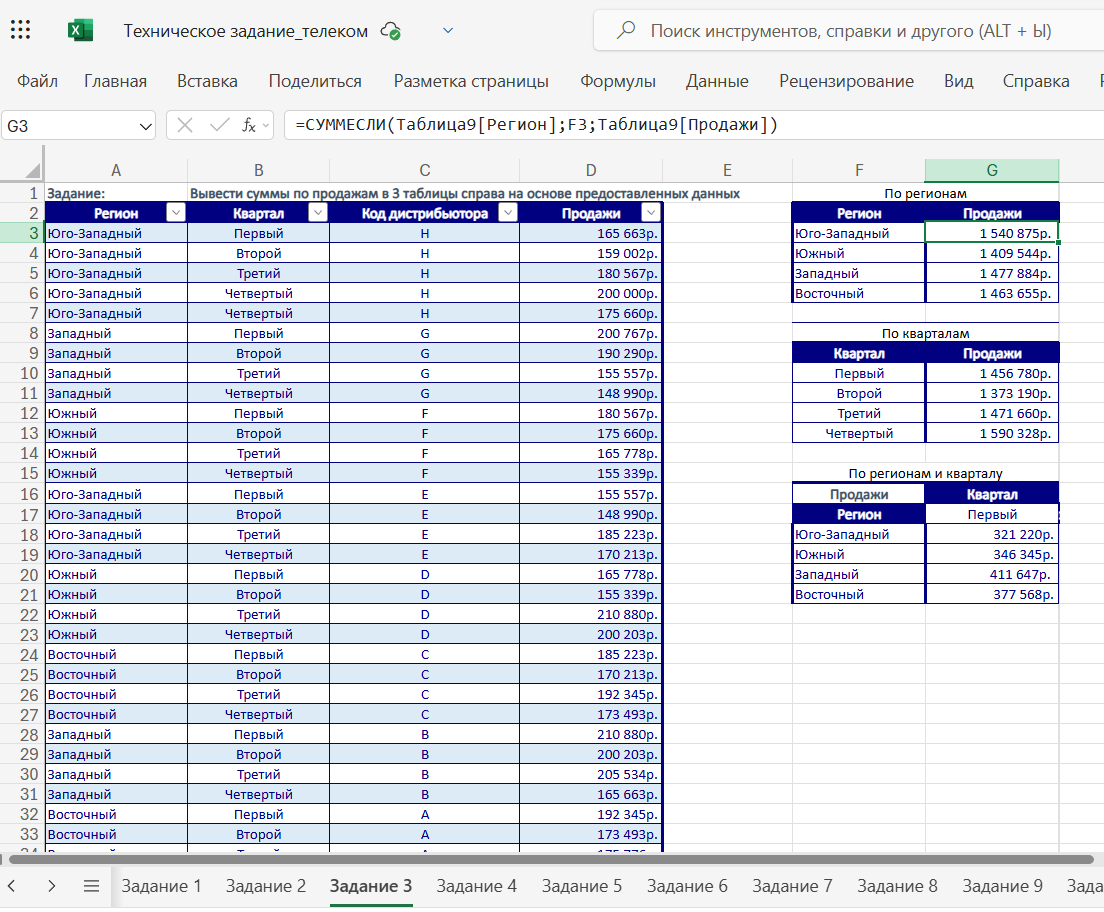 Техническое задание_телеком
Поиск инструментов, справки и другого (ALT + Ы)
Файл Главная Вставка Поделиться Разметка страницы Формулы Данные Рецензирование Вид Справка
G3 fx =СУММЕСЛИ(Таблица9[Регион];F3;Таблица9[Продажи])
A B C D E F G
1 Задание: Вывести суммы по продажам в 3 таблицы справа на основе предоставленных данных По регионам
2 Регион Квартал Код дистрибьютора Продажи Регион Продажи
3 Юго-Западный Первый H 165 663р. Юго-Западный 1 540 875р.
4 Юго-Западный Второй H 159 002р. Южный 1 409 544р.
5 Юго-Западный Третий H 180 567р. Западный 1 477 884р.
6 Юго-Западный Четвертый H 200 000р. Восточный 1 463 655р.
7 Юго-Западный Четвертый H 175 660р.
8 Западный Первый G 200 767р. По кварталам
9 Западный Второй G 190 290р. Квартал Продажи
10 Западный Третий G 155 557р. Первый 1 456 780р.
11 Западный Четвертый G 148 990р. Второй 1 373 190р.
12 Южный Первый F 180 567р. Третий 1 471 660р.
13 Южный Второй F 175 660р. Четвертый 1 590 328р.
14 Южный Третий F 165 778р.
15 Южный Четвертый F 155 339р. По регионам и кварталу
16 Юго-Западный Первый E 155 557р. Продажи Квартал
17 Юго-Западный Второй E 148 990р. Регион Первый
18 Юго-Западный Третий E 185 223р. Юго-Западный 321 220р.
19 Юго-Западный Четвертый E 170 213р. Южный 346 345р.
20 Южный Первый D 165 778р. Западный 411 647р.
21 Южный Второй D 155 339р. Восточный 377 568р.
22 Южный Третий D 210 880р.
23 Южный Четвертый D 200 203р.
24 Восточный Первый C 185 223р.
25 Восточный Второй C 170 213р.
26 Восточный Третий C 192 345р.
27 Восточный Четвертый C 173 493р.
28 Западный Первый B 210 880р.
29 Западный Второй B 200 203р.
30 Западный Третий B 205 534р.
31 Западный Четвертый B 165 663р.
32 Восточный Первый A 192 345р.
33 Восточный Второй A 173 493р.
Задание 1 Задание 2 Задание 3 Задание 4 Задание 5 Задание 6 Задание 7 Задание 8 Задание 9